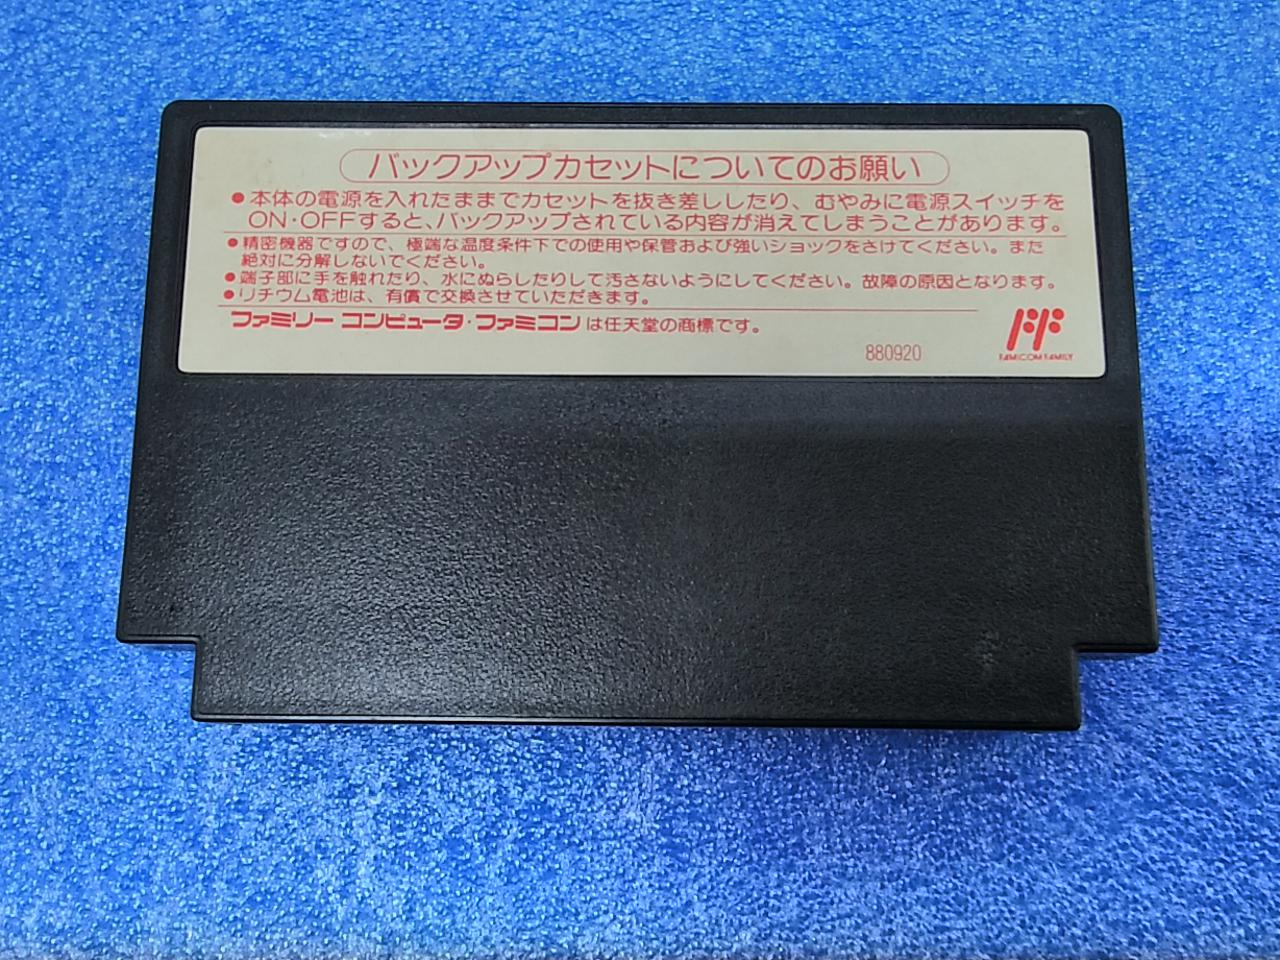 バックアップカセットについてのお願い
●本体の電源を入れたままでカセットを抜き差ししたり、むやみに電源スイッチを
ON・OFFすると、バックアップされている内容が消えてしまうことがあります。
●精密機器ですので、極端な温度条件下での使用や保管および強いショックをさけてください。また
絶対に分解しないでください。
●端子部に手を触れたり、水にぬらしたりして汚さないようにしてください。故障の原因となります。
●リチウム電池は、有償で交換させていただきます。
ファミリー コンピュータ・ファミコンは任天堂の商標です。
880920
FAMICOM FAMILY